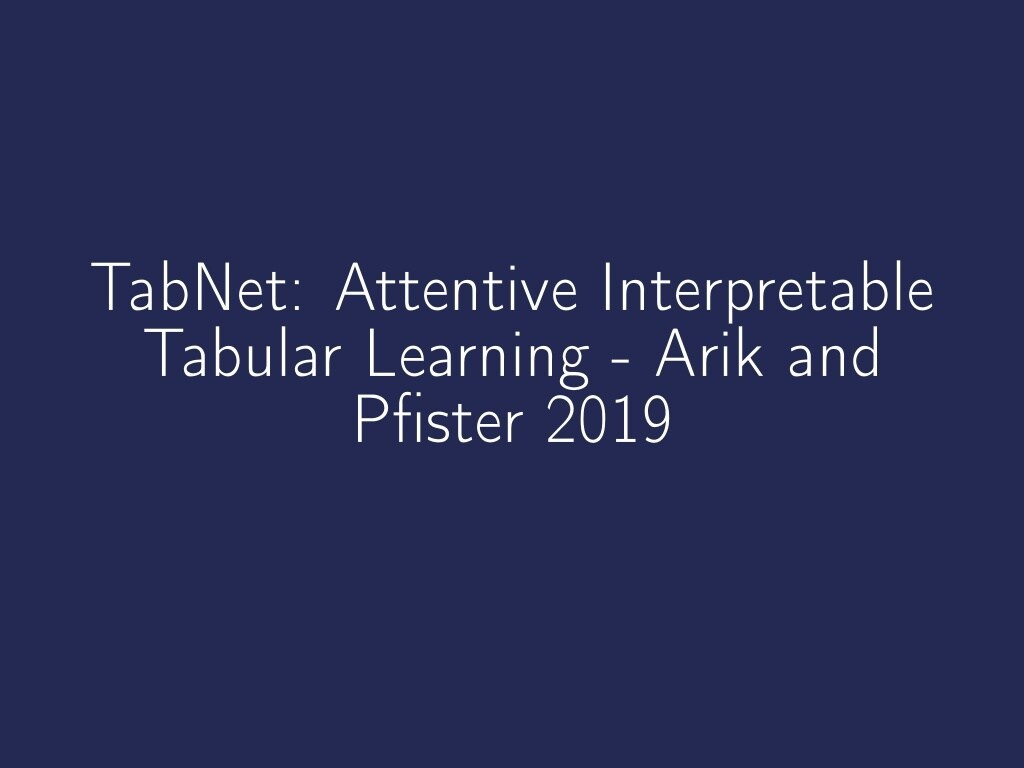 TabNet: Attentive Interpretable
Tabular Learning - Arik and
Pfister 2019